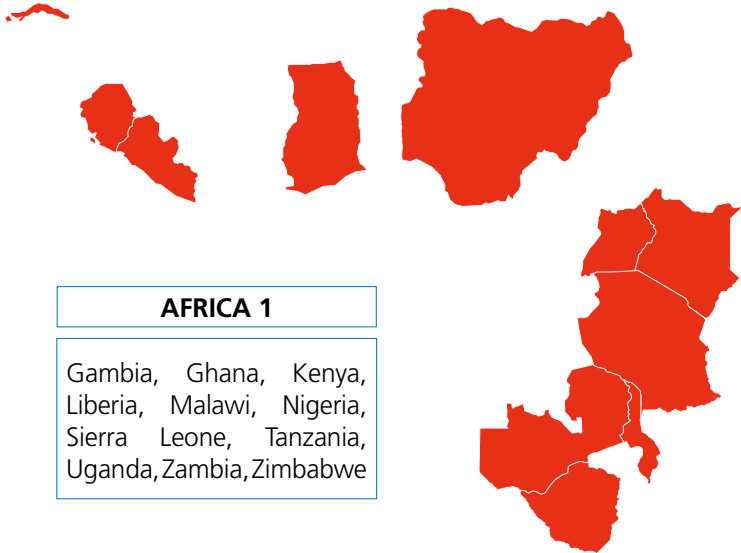 AFRICA 1
Gambia, Ghana, Kenya,
Liberia, Malawi, Nigeria,
Sierra Leone, Tanzania,
Uganda, Zambia, Zimbabwe